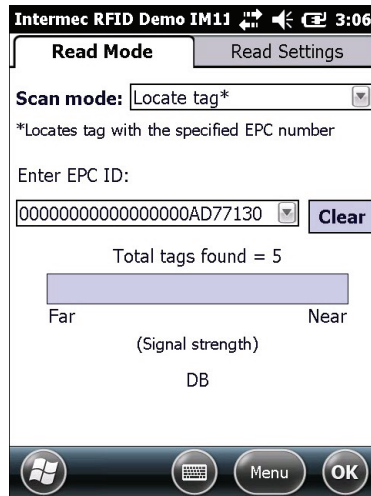 Intermec RFID Demo IM11 3:06
Read Mode Read Settings
Scan mode: Locate tag*
*Locates tag with the specified EPC number
Enter EPC ID:
00000000000000000AD77130 Clear
Total tags found = 5
Far Near
(Signal strength)
DB
Menu OK